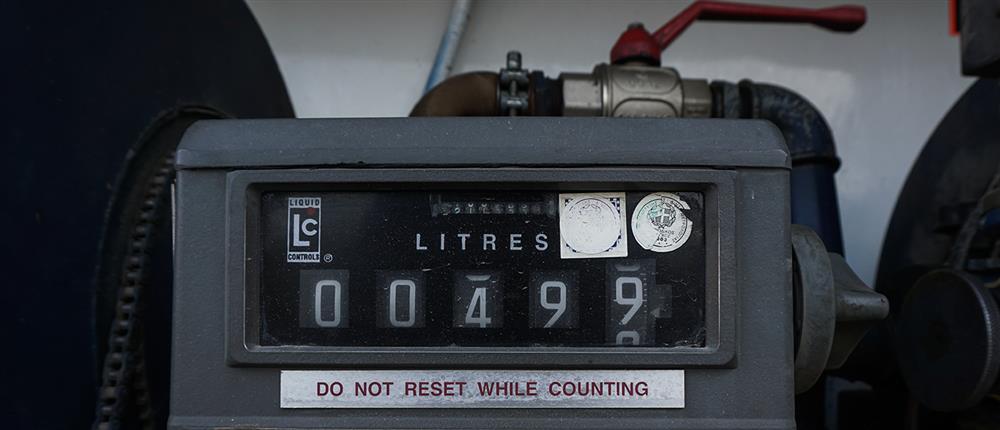 LIQUID
LC
CONTROLS ®
LITRES
0 0 4 9 9
DO NOT RESET WHILE COUNTING